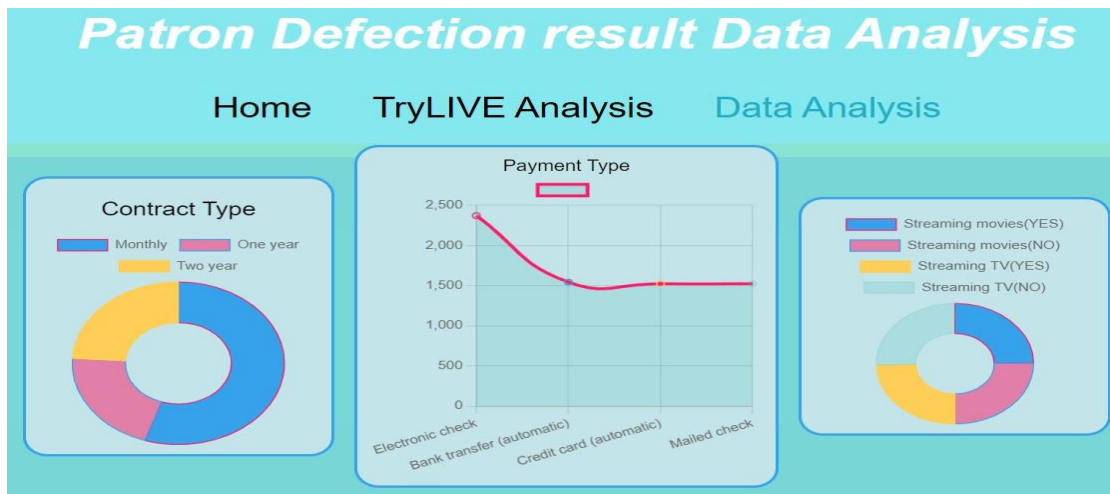 Patron Defection result Data Analysis
Home TryLIVE Analysis Data Analysis
Contract Type
Monthly One year
Two year
Payment Type
2,500
2,000
1,500
1,000
500
0
Electronic check
Bank transfer (automatic)
Credit card (automatic)
Mailed check
Streaming movies(YES)
Streaming movies(NO)
Streaming TV(YES)
Streaming TV(NO)